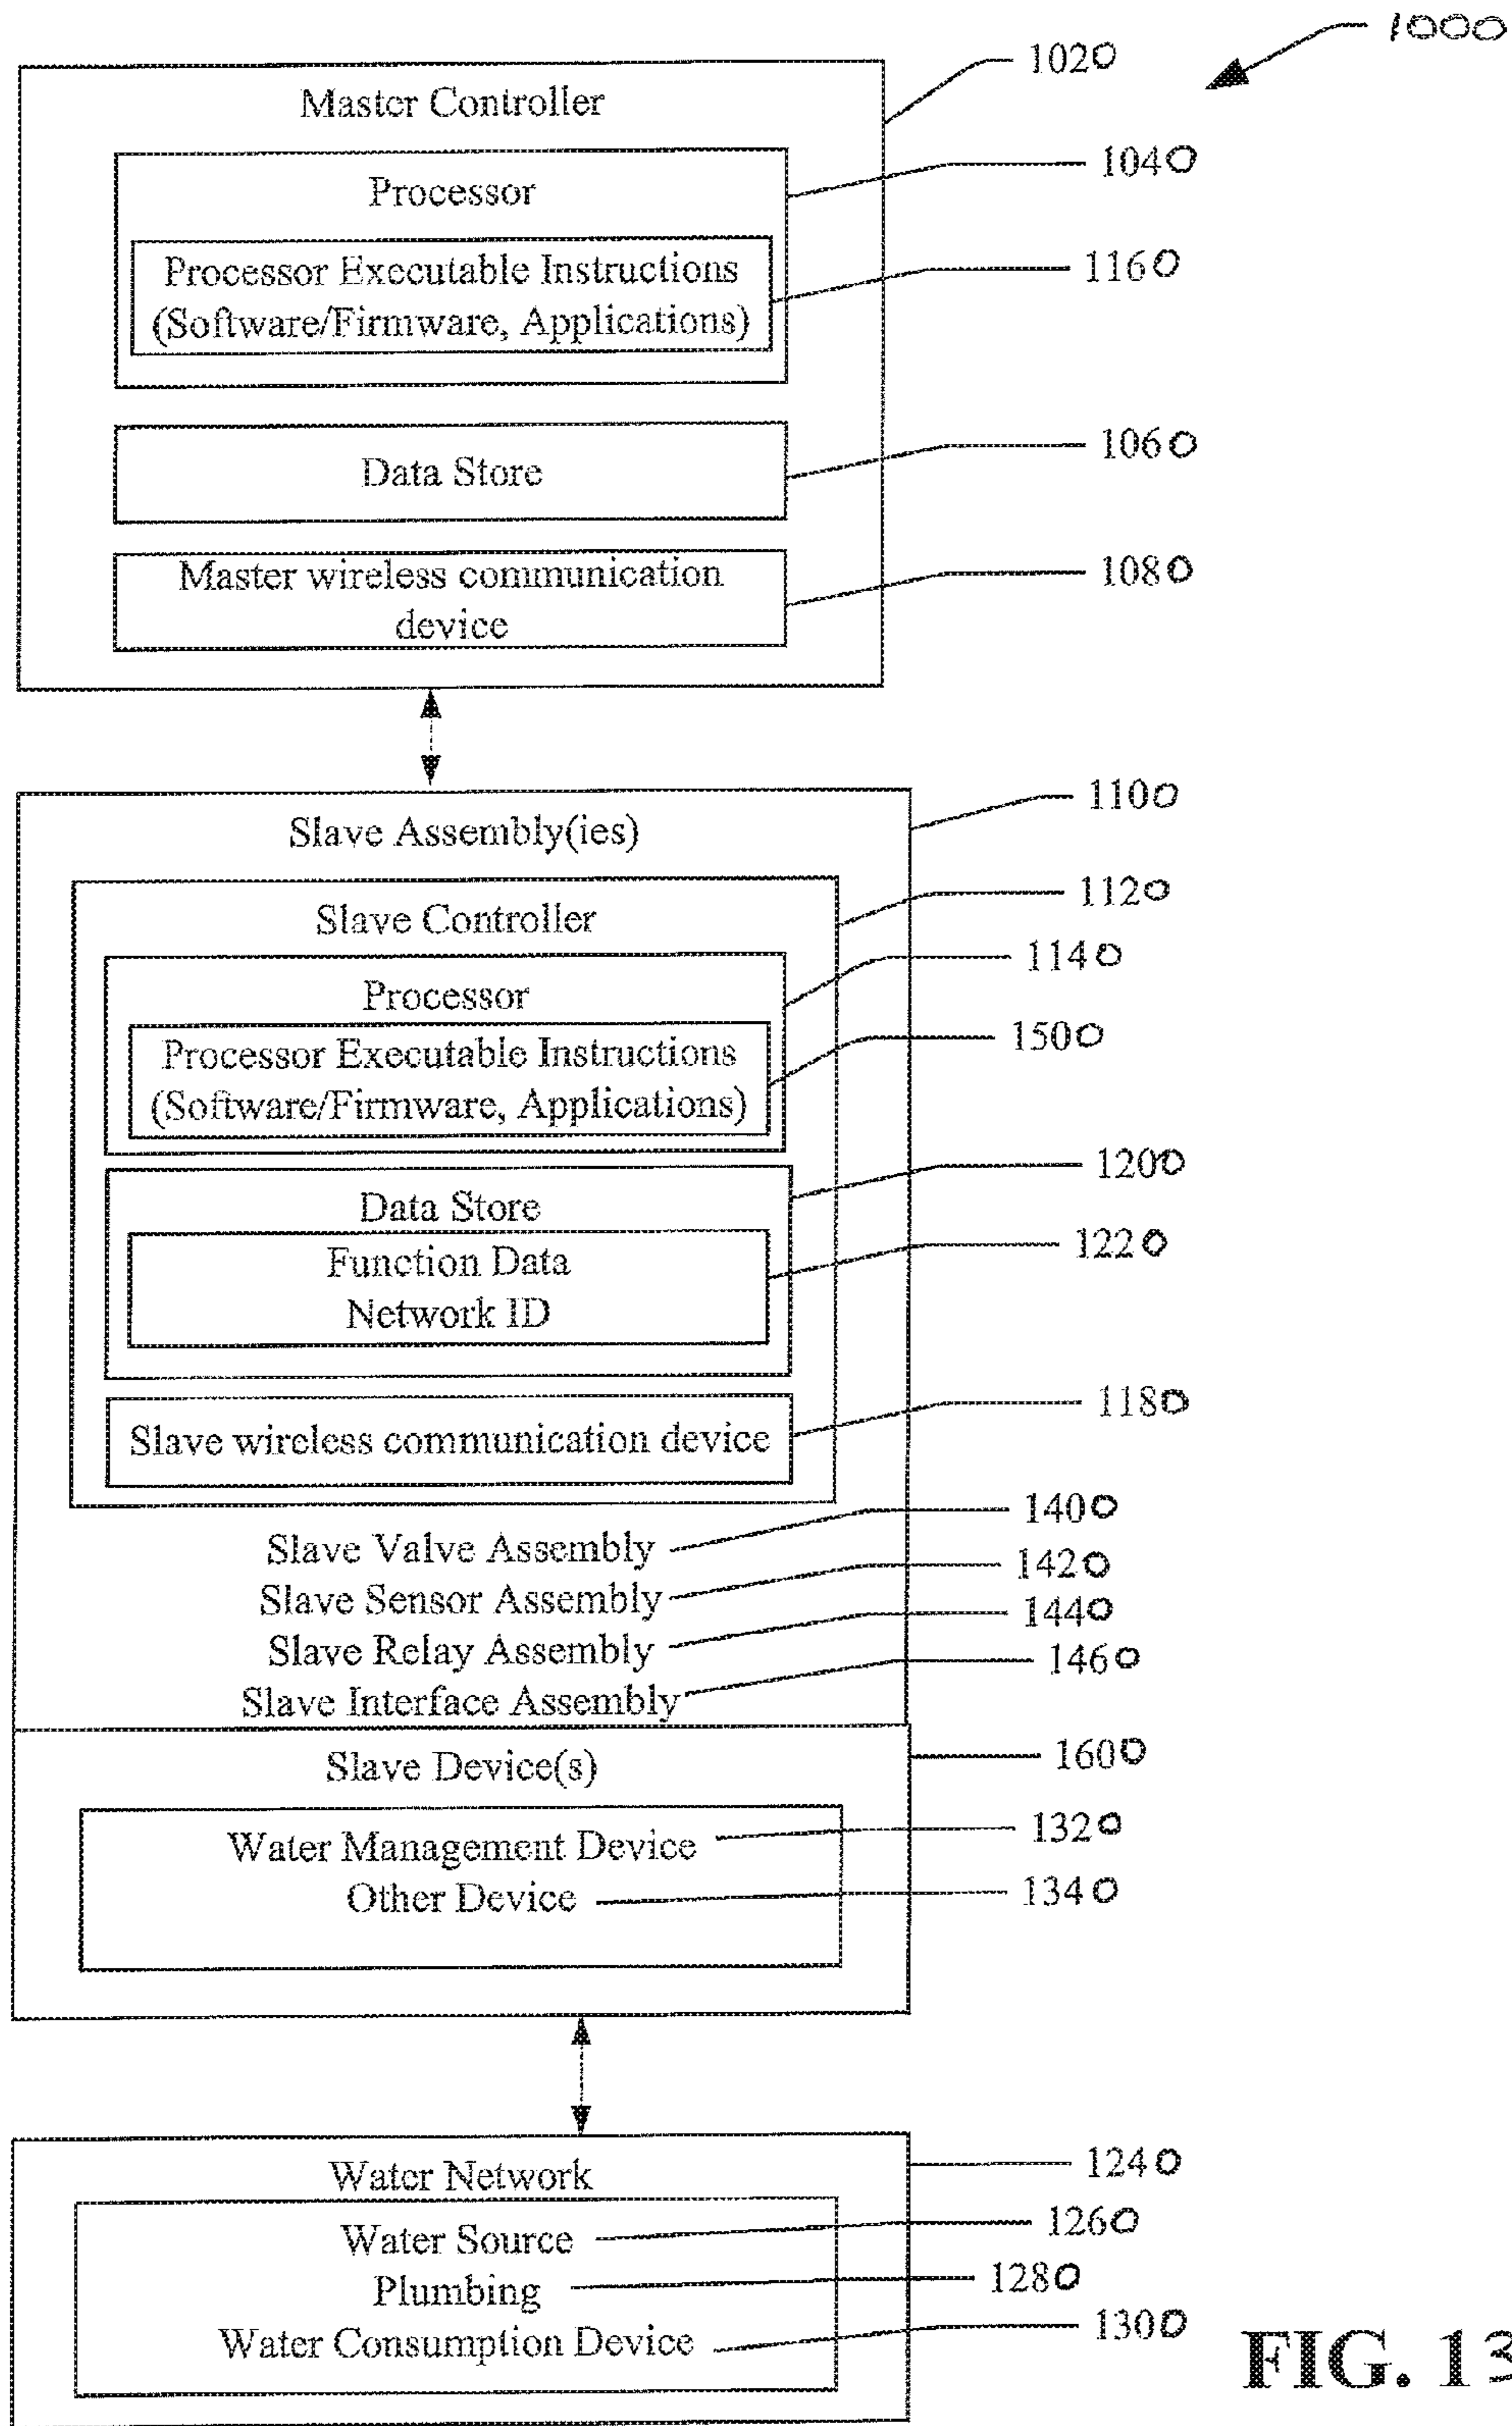 1000
Master Controller 1020
Processor 1040
Processor Executable Instructions 1160
(Software/Firmware, Applications)
Data Store 1060
Master wireless communication 1080
device
Slave Assembly(ies) 1100
Slave Controller 1120
Processor 1140
Processor Executable Instructions 1500
(Software/Firmware, Applications)
Data Store 1200
Function Data 1220
Network ID
Slave wireless communication device 1180
Slave Valve Assembly 1400
Slave Sensor Assembly 1420
Slave Relay Assembly 1440
Slave Interface Assembly 1460
Slave Device(s) 1600
Water Management Device 1320
Other Device 1340
Water Network 1240
Water Source 1260
Plumbing 1280
Water Consumption Device 1300
FIG. 13